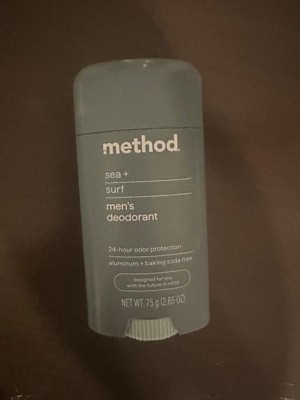 method.
sea +
surf
men's
deodorant
24-hour odor protection
aluminum + baking soda free
designed for you
with the future in mind
NET WT. 75 g (2.65 OZ)